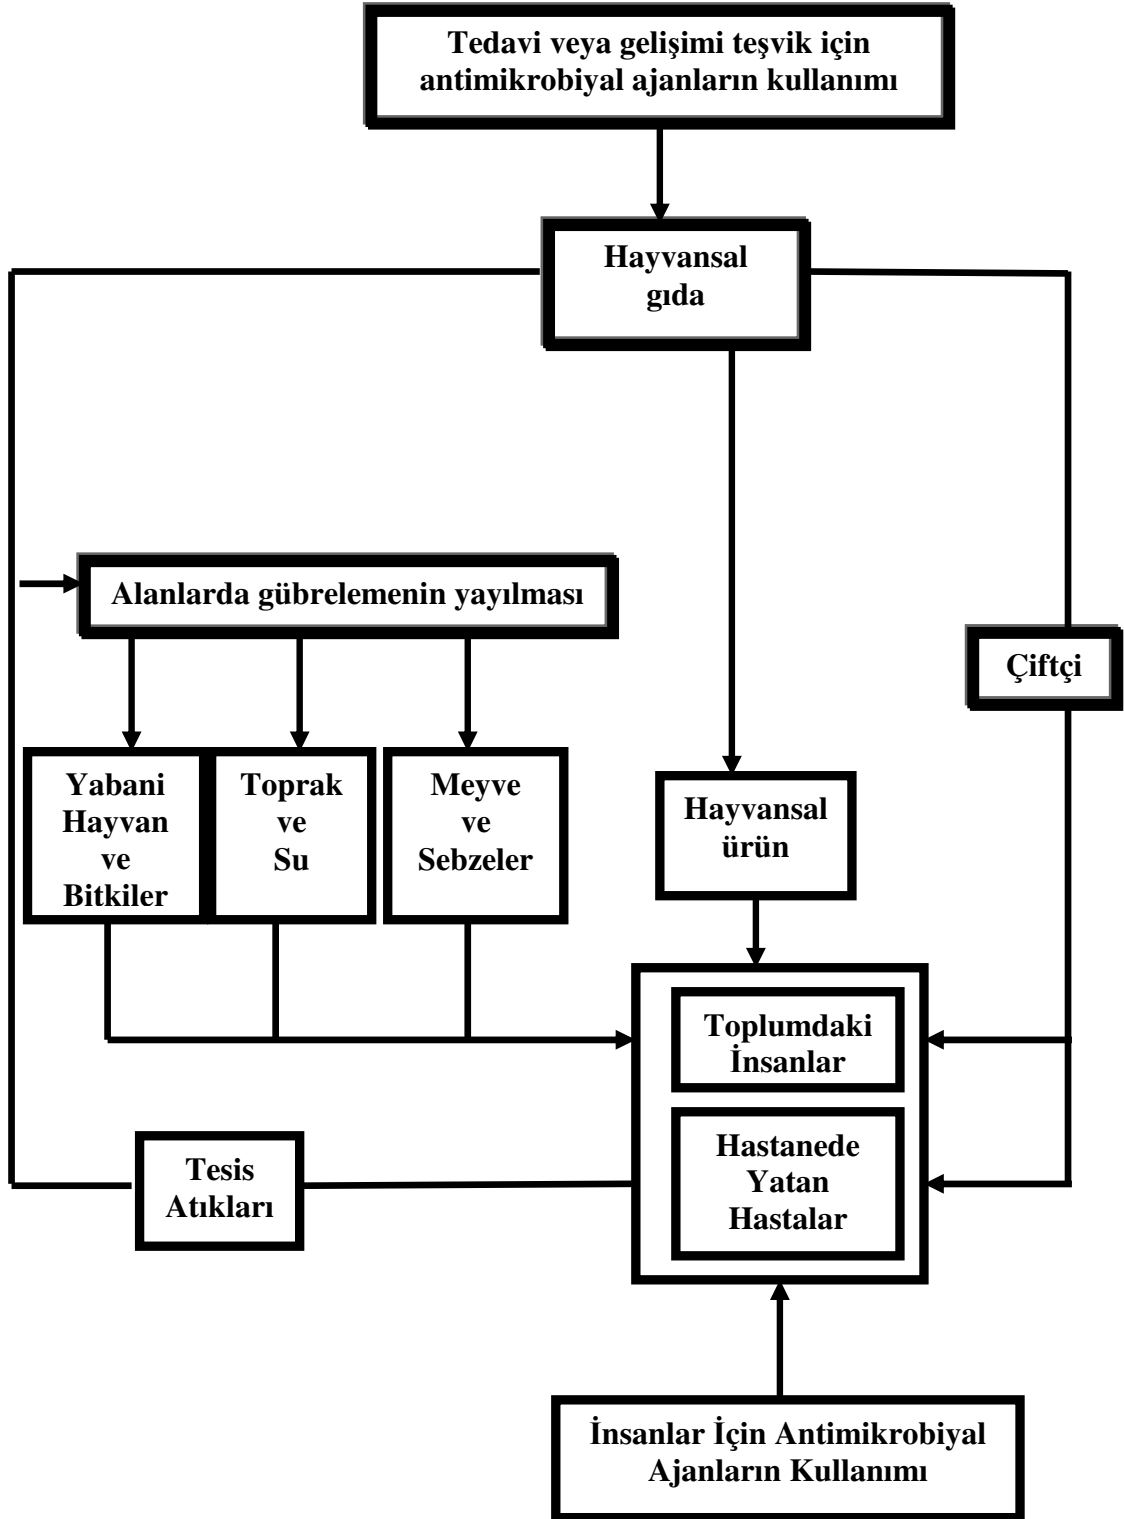 Tedavi veya gelişimi teşvik için
antimikrobiyal ajanların kullanımı
Hayvansal
gıda
Alanlarda gübrelemenin yayılması
Çiftçi
Yabani
Hayvan
ve
Bitkiler
Toprak
ve
Su
Meyve
ve
Sebzeler
Hayvansal
ürün
Toplumdaki
İnsanlar
Tesis
Atıkları
Hastanede
Yatan
Hastalar
İnsanlar İçin Antimikrobiyal
Ajanların Kullanımı